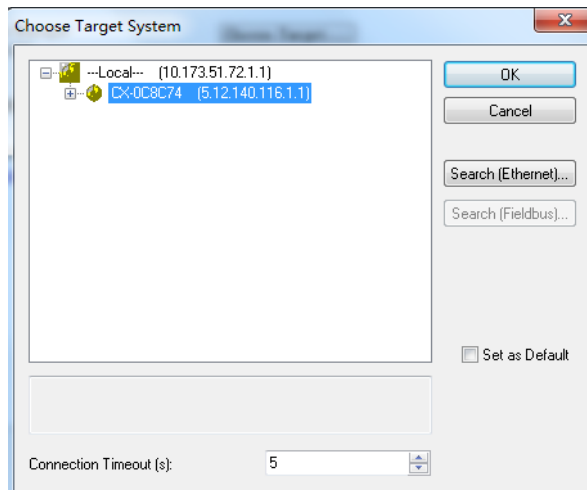 Choose Target System
---Local--- (10.173.51.72.1.1)
CX-0C8C74 (5.12.140.116.1.1)
OK
Cancel
Search (Ethernet)...
Search (Fieldbus)...
Set as Default
Connection Timeout (s):
5